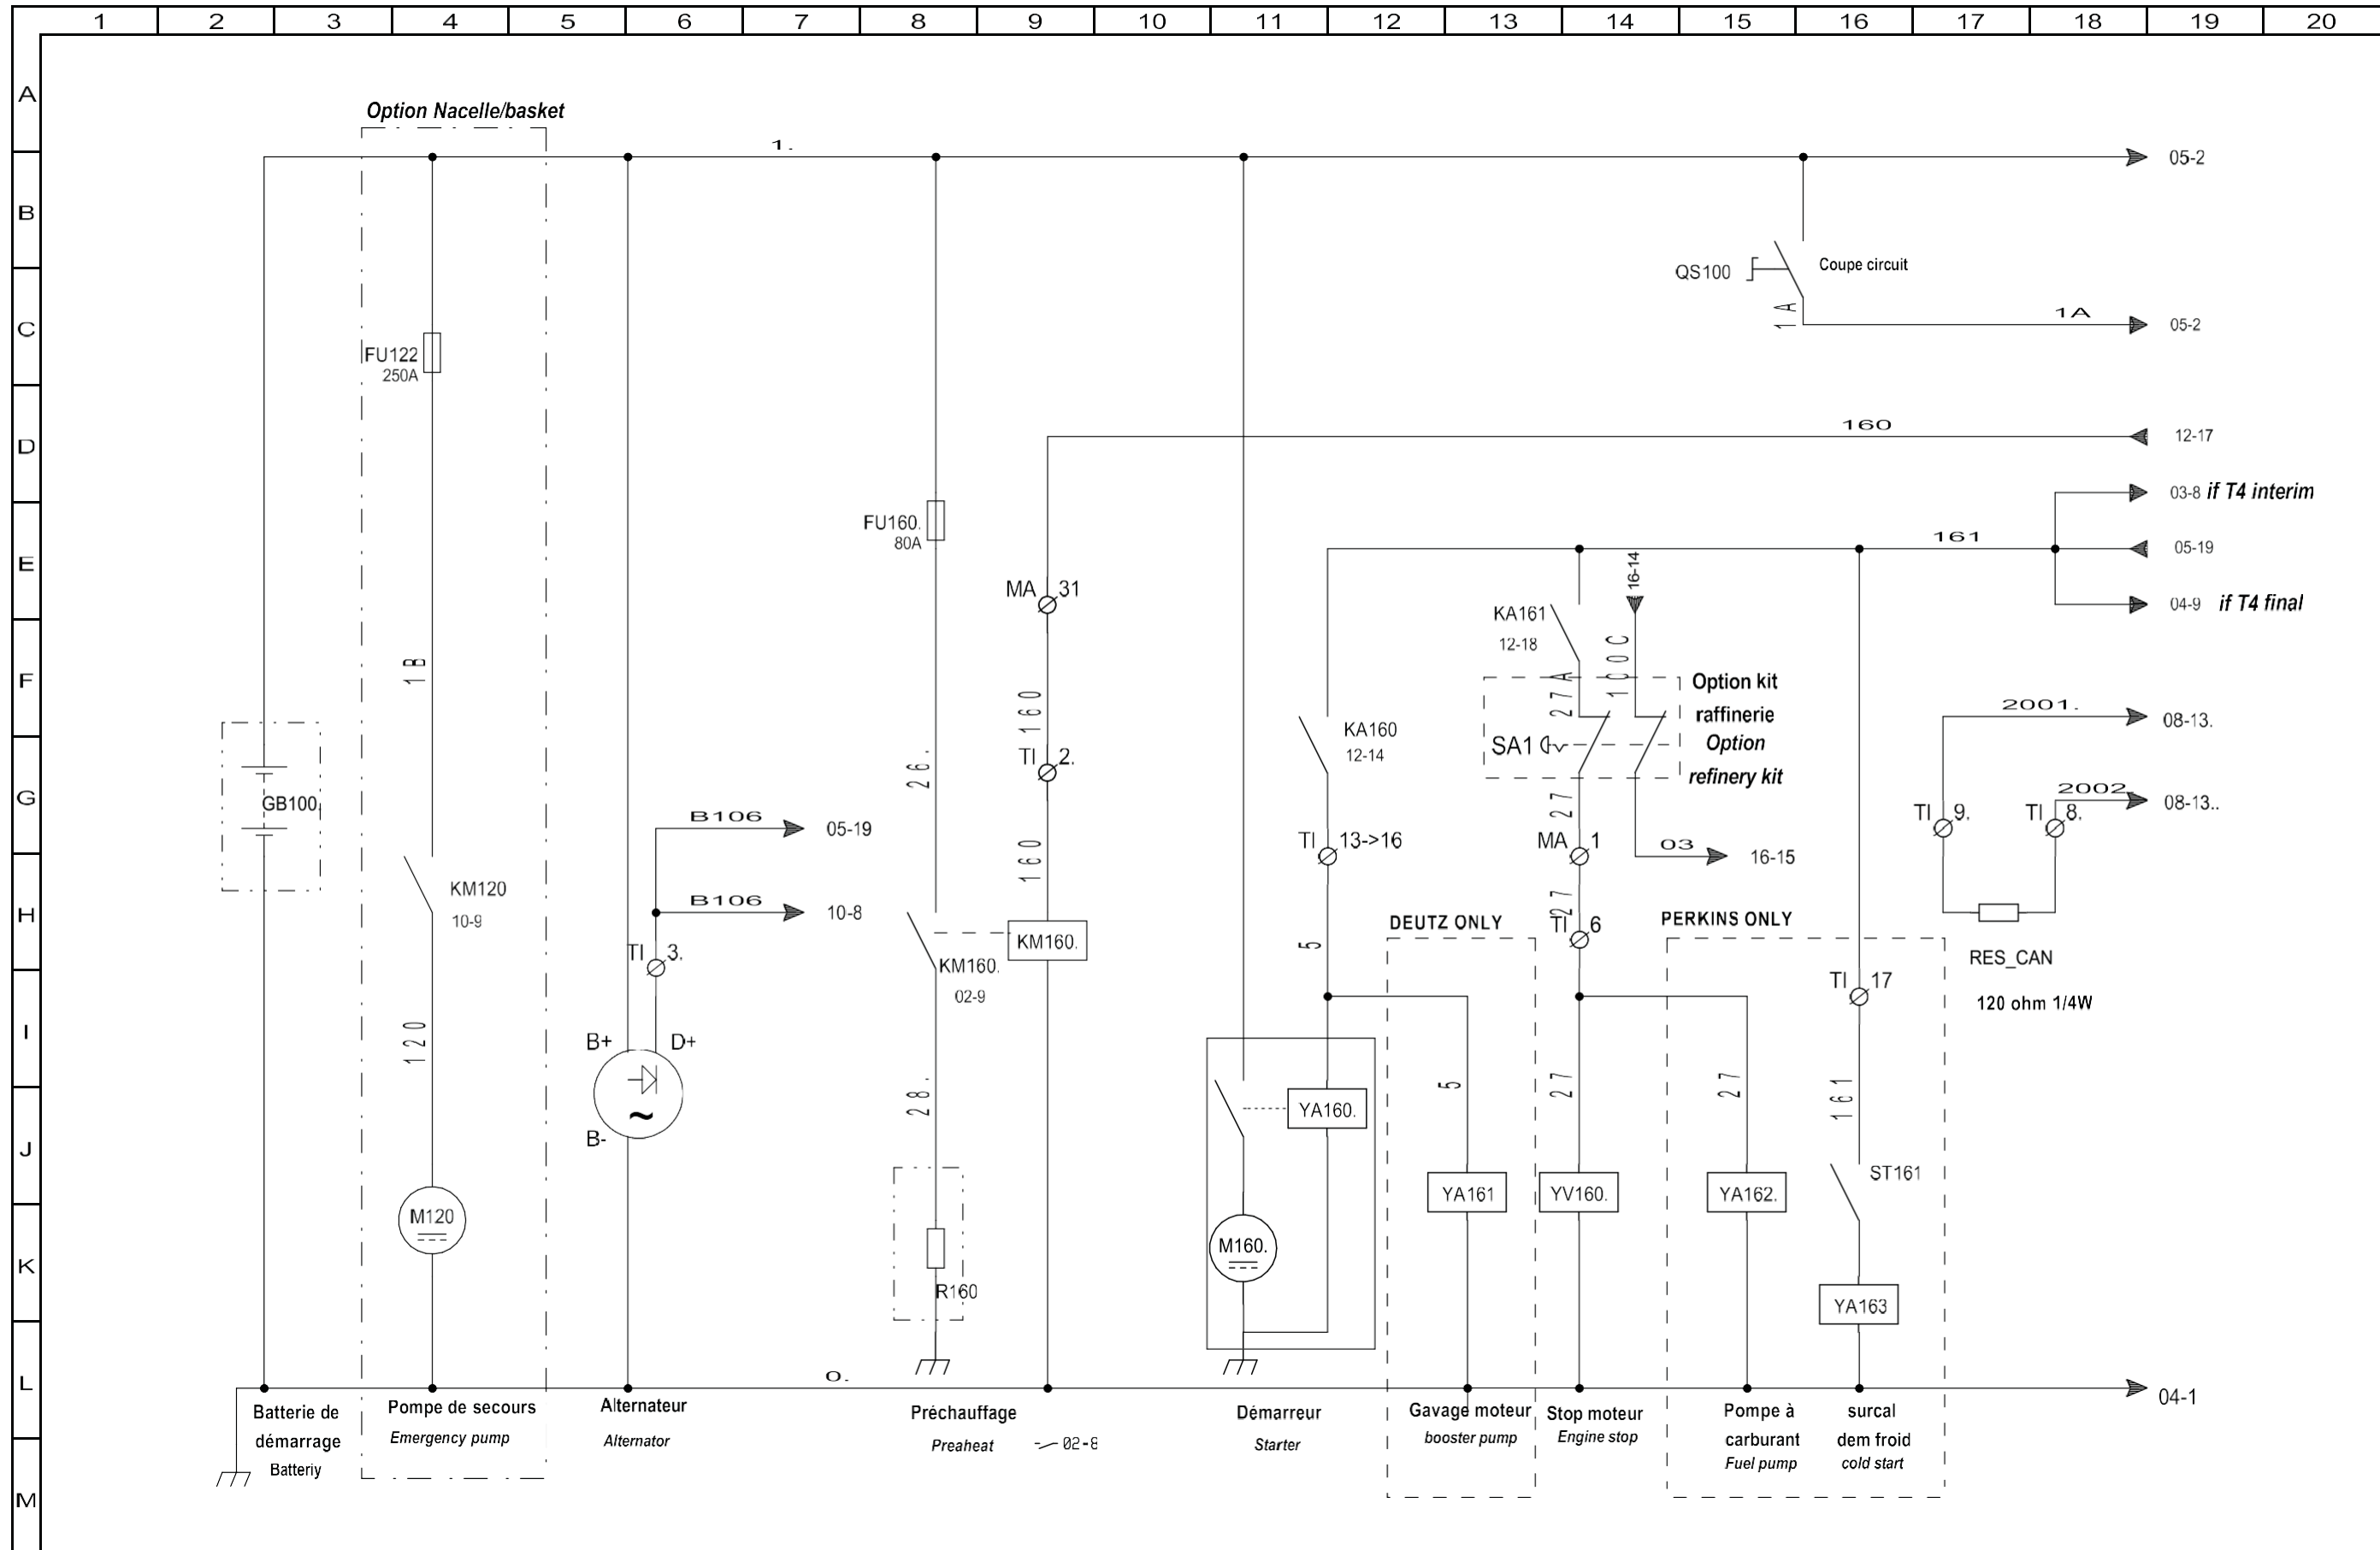 1 2 3 4 5 6 7 8 9 10 11 12 13 14 15 16 17 18 19 20
A
Option Nacelle/basket
1.
05-2
B
QS100
Coupe circuit
C
1A
1A
05-2
FU122
250A
D
160
12-17
03-8 if T4 interim
FU160.
80A
E
161
05-19
16-14
MA 31
04-9 if T4 final
KA161
12-18
F
1B
100C
27A
Option kit
raffinerie
Option
refinery kit
160
2001.
08-13.
KA160
12-14
SA1
26.
TI 2.
G
GB100.
27
2002.
08-13..
TI 9.
TI 8.
B106
05-19
TI 13->16
MA 1
03
16-15
160
KM120
10-9
H
B106
10-8
27
DEUTZ ONLY
TI 6
PERKINS ONLY
KM160.
5
TI 3.
KM160.
02-9
RES_CAN
120 ohm 1/4W
TI 17
I
120
B+ D+
28.
5
27
27
161
YA160.
J
~
B-
ST161
YA161
YV160.
YA162.
M120
M160.
K
R160
YA163
L
0.
04-1
Batterie de
démarrage
Batteriy
Pompe de secours
Emergency pump
Alternateur
Alternator
Préchauffage
Preaheat
02-8
Démarreur
Starter
Gavage moteur
booster pump
Stop moteur
Engine stop
Pompe à
carburant
Fuel pump
surcal
dem froid
cold start
M